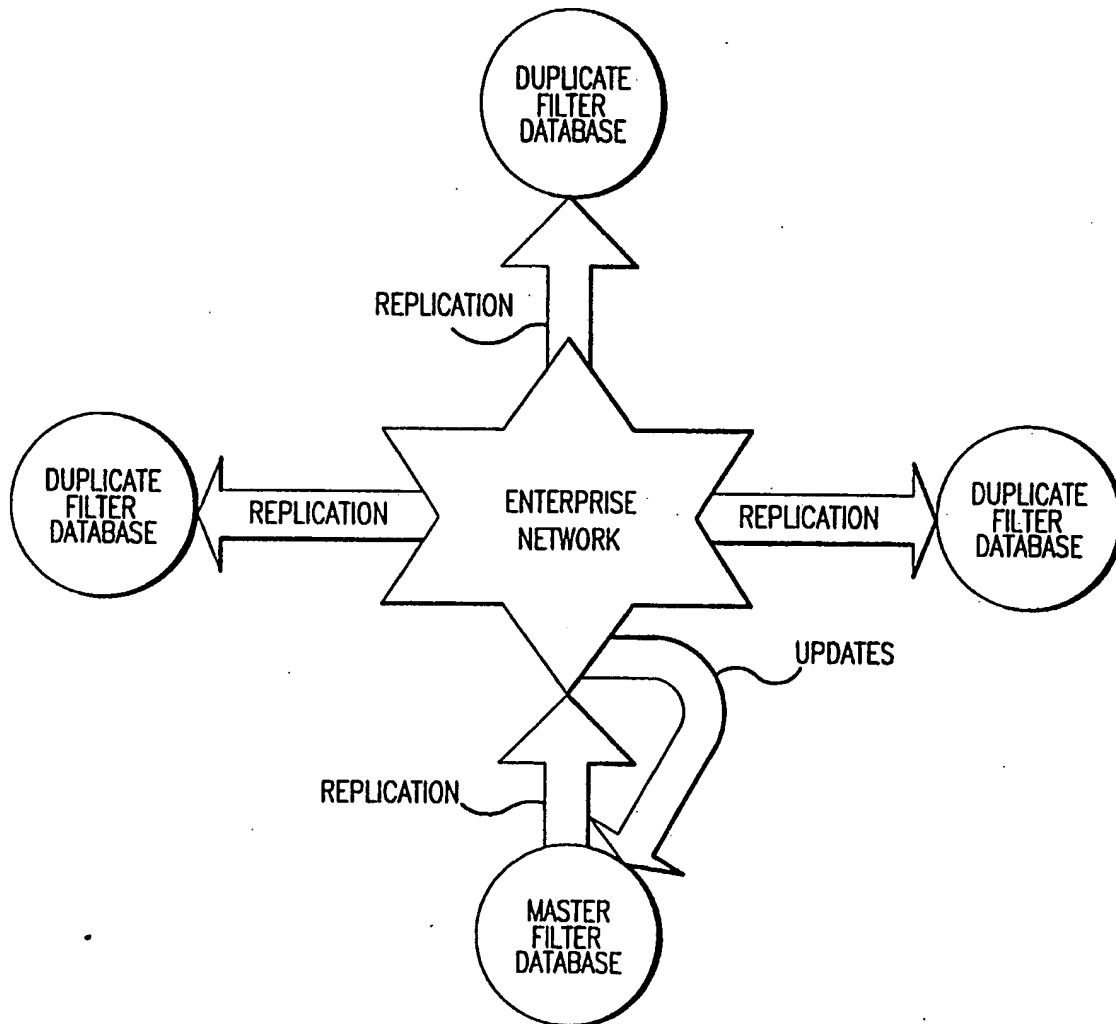 DUPLICATE
FILTER
DATABASE
REPLICATION
DUPLICATE
FILTER
DATABASE
REPLICATION
ENTERPRISE
NETWORK
REPLICATION
DUPLICATE
FILTER
DATABASE
UPDATES
REPLICATION
MASTER
FILTER
DATABASE